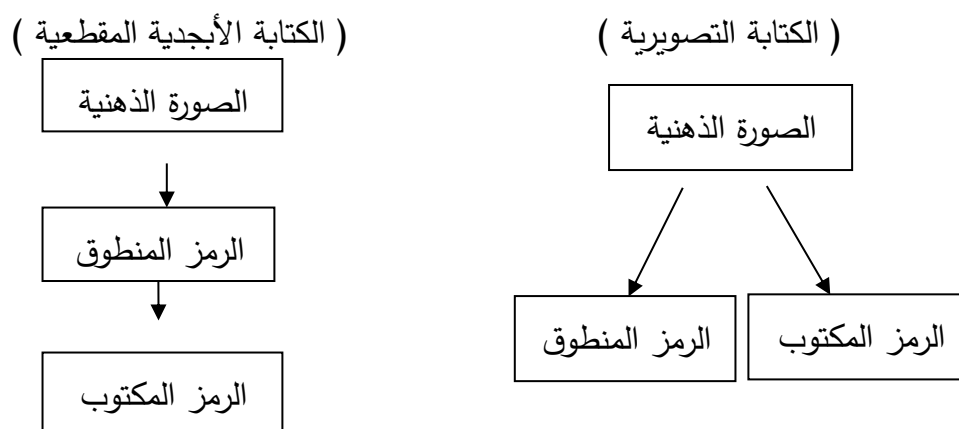 ( الكتابة التصويرية )
الصورة الذهنية
الرمز المكتوب
الرمز المنطوق
( الكتابة الأبجدية المقطعية )
الصورة الذهنية
الرمز المنطوق
الرمز المكتوب